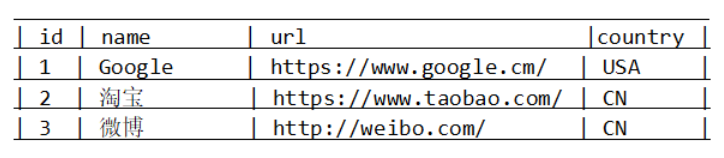 | id | name | url | country |
| 1 | Google | https://www.google.cm/ | USA |
| 2 | 淘宝 | https://www.taobao.com/ | CN |
| 3 | 微博 | http://weibo.com/ | CN |